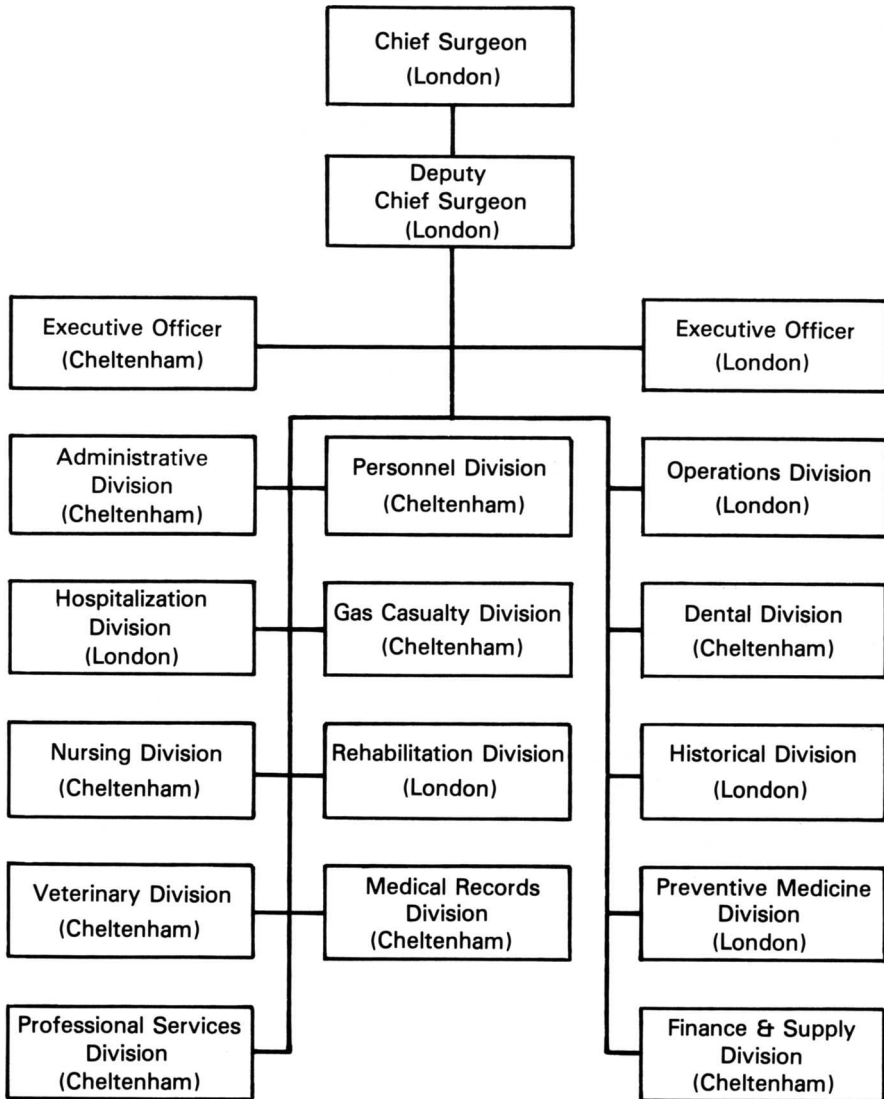 Chief Surgeon
(London)
Deputy
Chief Surgeon
(London)
Executive Officer
(Cheltenham)
Executive Officer
(London)
Administrative
Division
(Cheltenham)
Personnel Division
(Cheltenham)
Operations Division
(London)
Hospitalization
Division
(London)
Gas Casualty Division
(Cheltenham)
Dental Division
(Cheltenham)
Nursing Division
(Cheltenham)
Rehabilitation Division
(London)
Historical Division
(London)
Veterinary Division
(Cheltenham)
Medical Records
Division
(Cheltenham)
Preventive Medicine
Division
(London)
Professional Services
Division
(Cheltenham)
Finance & Supply
Division
(Cheltenham)